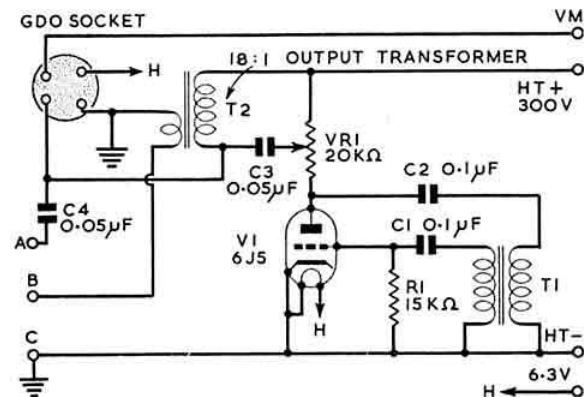 GDO SOCKET
VM
18:1 OUTPUT TRANSFORMER
H
HT+
300V
T2
VR1
20KΩ
C3
0.05µF
C2 0.1µF
C4
0.05µF
V1
6J5
C1 0.1µF
A
T1
R1
15KΩ
B
H
C
HT-
6.3V
H